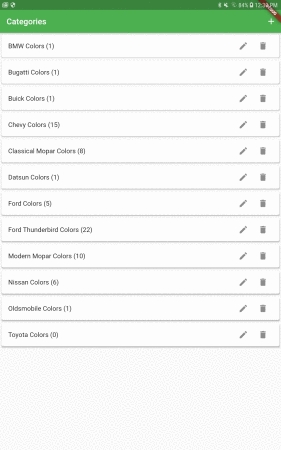 84% 12:39 PM
Categories
BMW Colors (1)
Bugatti Colors (1)
Buick Colors (1)
Chevy Colors (15)
Classical Mopar Colors (8)
Datsun Colors (1)
Ford Colors (5)
Ford Thunderbird Colors (22)
Modern Mopar Colors (10)
Nissan Colors (6)
Oldsmobile Colors (1)
Toyota Colors (0)